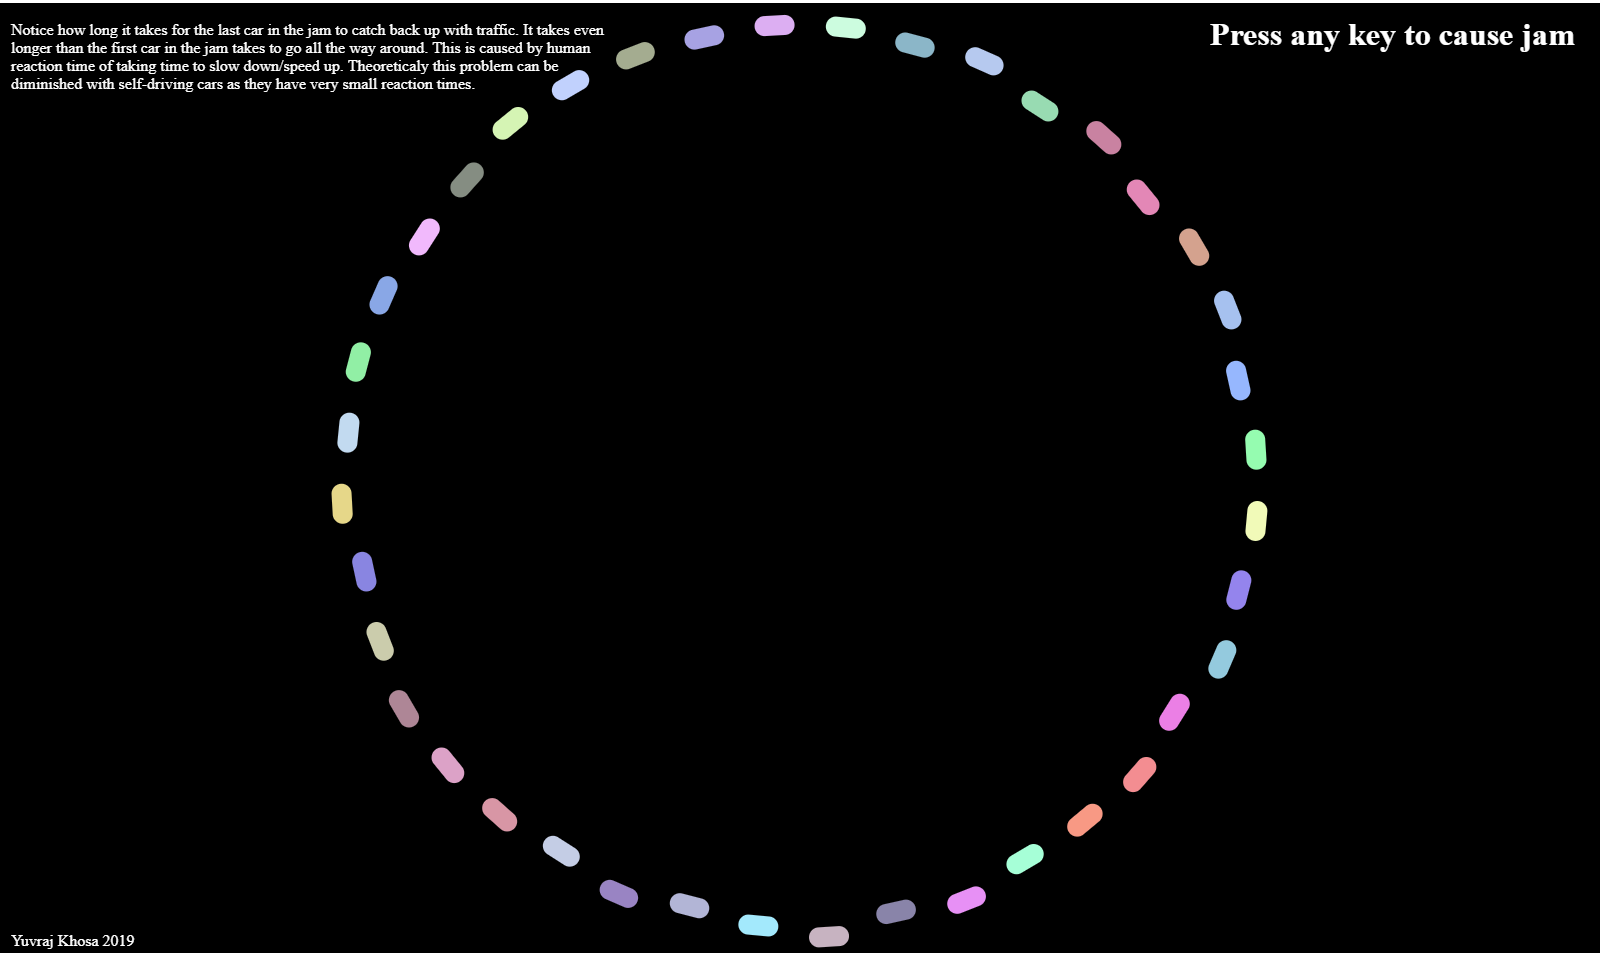 Notice how long it takes for the last car in the jam to catch back up with traffic. It takes even
longer than the first car in the jam takes to go all the way around. This is caused by human
reaction time of taking time to slow down/speed up. Theoreticaly this problem can be
diminished with self-driving cars as they have very small reaction times.
Press any key to cause jam
Yuvraj Khosa 2019